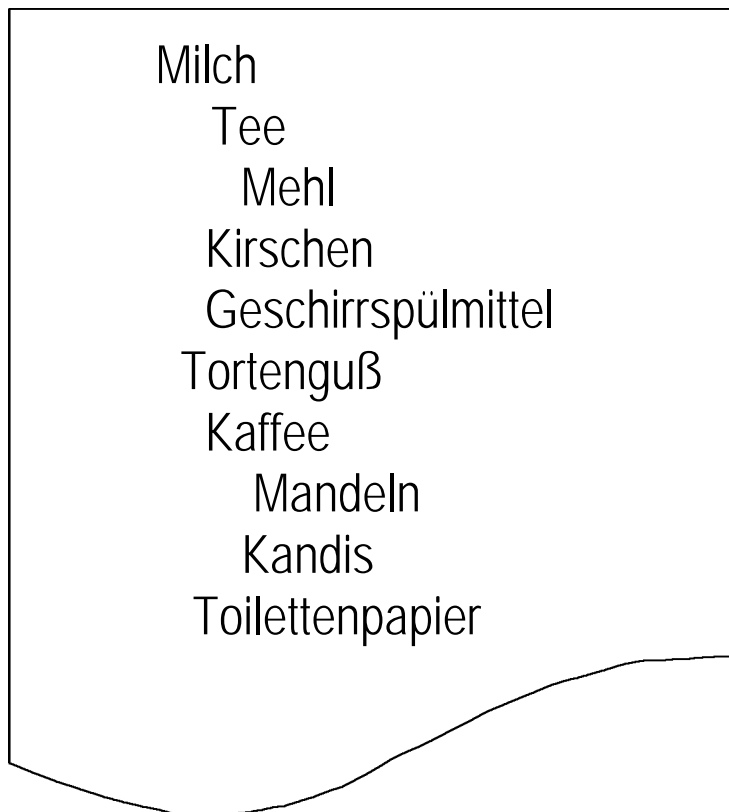 Milch
Tee
Mehl
Kirschen
Geschirrspülmittel
Tortenguß
Kaffee
Mandeln
Kandis
Toilettenpapier